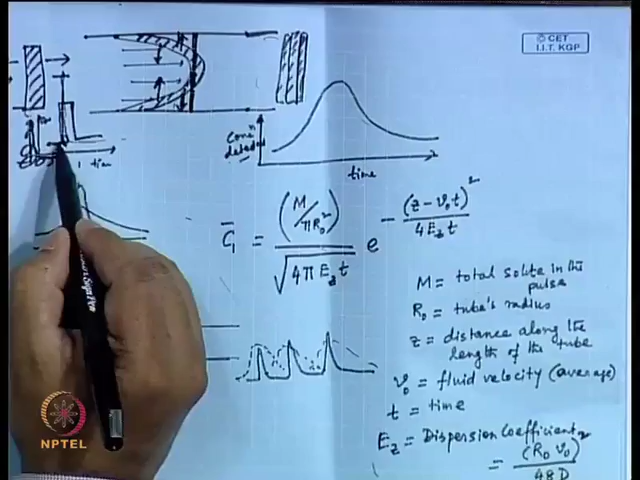 © CET
I.I.T. KGP
Conc^n
detected
time
time
C̄₁ = (M/πR₀²) / √(4πE_z t) e^{-(z-v₀t)²/4E_z t}
M = total solute in the
pulse
R₀ = tube's radius
z = distance along the
length of the tube
v₀ = fluid velocity (average)
t = time
E_z = Dispersion coefficient
= (R₀ v₀)²/48D
NPTEL